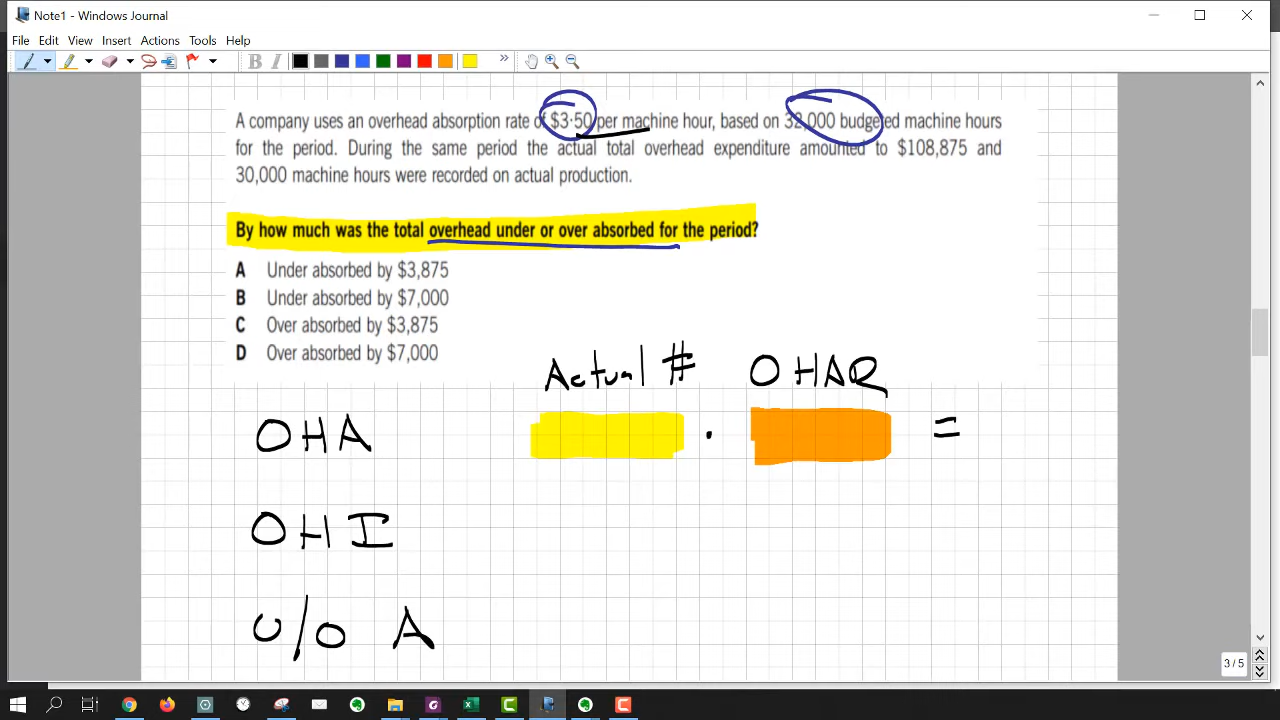 Note1 - Windows Journal
File Edit View Insert Actions Tools Help
B I »
A company uses an overhead absorption rate of $3·50 per machine hour, based on 32,000 budgeted machine hours
for the period. During the same period the actual total overhead expenditure amounted to $108,875 and
30,000 machine hours were recorded on actual production.
By how much was the total overhead under or over absorbed for the period?
A Under absorbed by $3,875
B Under absorbed by $7,000
C Over absorbed by $3,875
D Over absorbed by $7,000
Actual # OHAR
OHA · =
OHI
U/O A
3 / 5